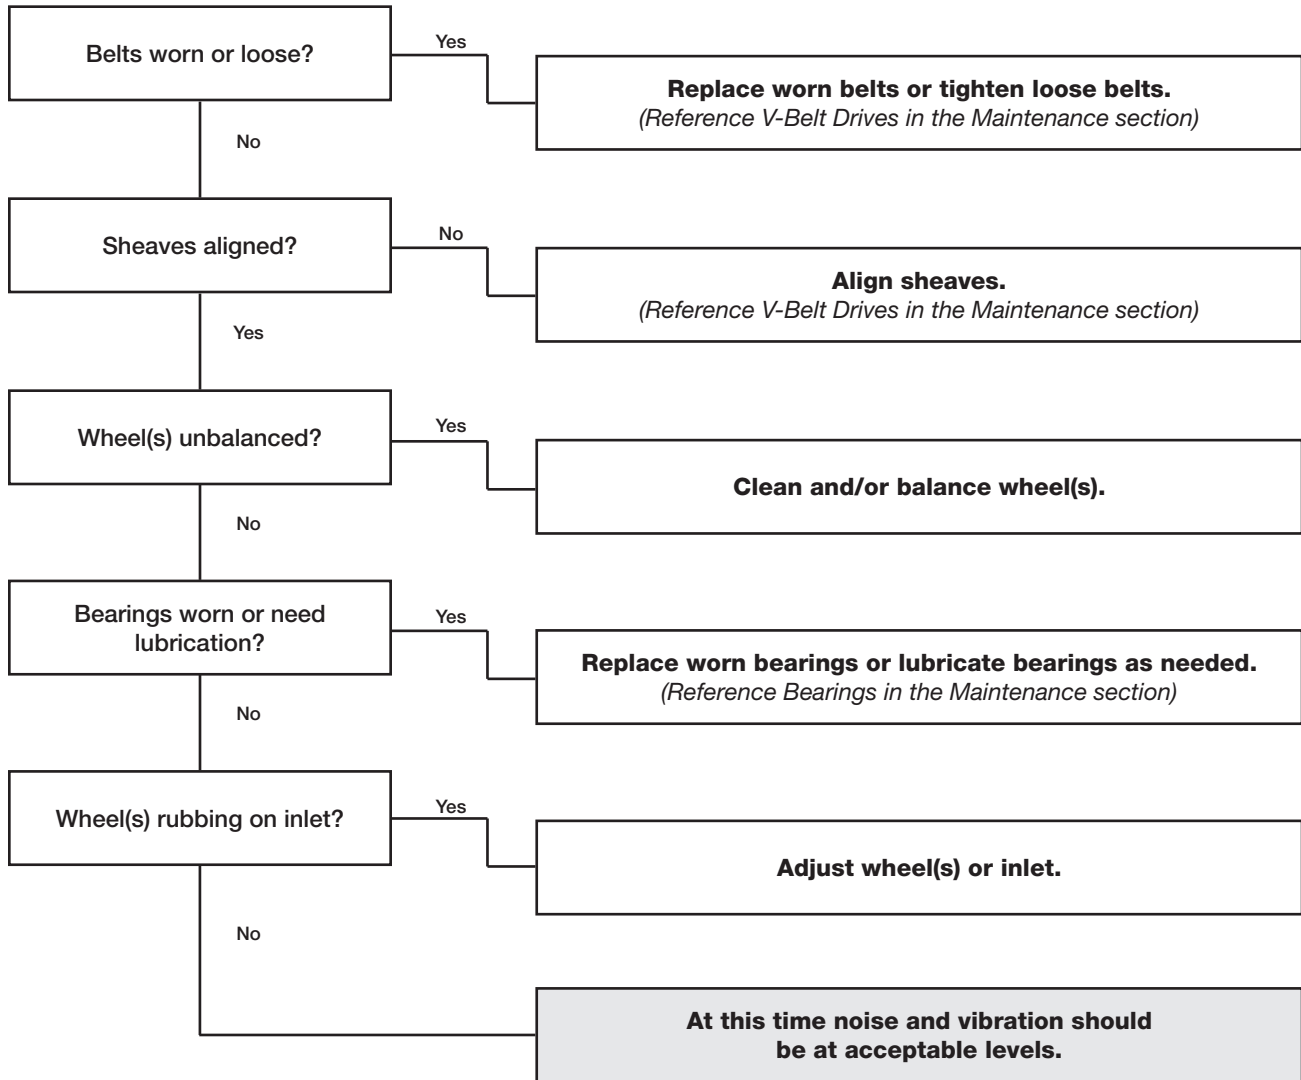 Belts worn or loose?
Yes
Replace worn belts or tighten loose belts.
(Reference V-Belt Drives in the Maintenance section)
No
Sheaves aligned?
No
Align sheaves.
(Reference V-Belt Drives in the Maintenance section)
Yes
Wheel(s) unbalanced?
Yes
Clean and/or balance wheel(s).
No
Bearings worn or need
lubrication?
Yes
Replace worn bearings or lubricate bearings as needed.
(Reference Bearings in the Maintenance section)
No
Wheel(s) rubbing on inlet?
Yes
Adjust wheel(s) or inlet.
No
At this time noise and vibration should
be at acceptable levels.